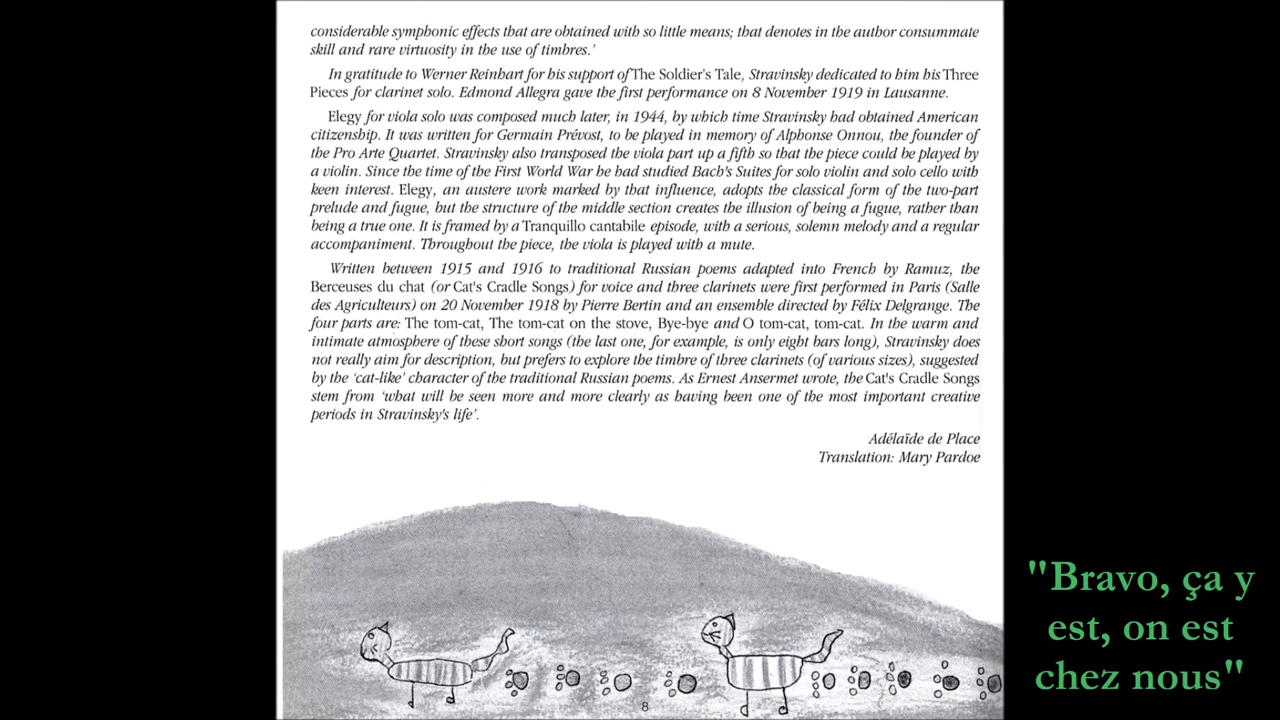 considerable symphonic effects that are obtained with so little means; that denotes in the author consummate
skill and rare virtuosity in the use of timbres.'
In gratitude to Werner Reinhart for his support of The Soldier's Tale, Stravinsky dedicated to him his Three
Pieces for clarinet solo. Edmond Allegra gave the first performance on 8 November 1919 in Lausanne.
Elegy for viola solo was composed much later, in 1944, by which time Stravinsky had obtained American
citizenship. It was written for Germain Prévost, to be played in memory of Alphonse Onnou, the founder of
the Pro Arte Quartet. Stravinsky also transposed the viola part up a fifth so that the piece could be played by
a violin. Since the time of the First World War he had studied Bach's Suites for solo violin and solo cello with
keen interest. Elegy, an austere work marked by that influence, adopts the classical form of the two-part
prelude and fugue, but the structure of the middle section creates the illusion of being a fugue, rather than
being a true one. It is framed by a Tranquillo cantabile episode, with a serious, solemn melody and a regular
accompaniment. Throughout the piece, the viola is played with a mute.
Written between 1915 and 1916 to traditional Russian poems adapted into French by Ramuz, the
Berceuses du chat (or Cat's Cradle Songs) for voice and three clarinets were first performed in Paris (Salle
des Agriculteurs) on 20 November 1918 by Pierre Bertin and an ensemble directed by Félix Delgrange. The
four parts are: The tom-cat, The tom-cat on the stove, Bye-bye and O tom-cat, tom-cat. In the warm and
intimate atmosphere of these short songs (the last one, for example, is only eight bars long), Stravinsky does
not really aim for description, but prefers to explore the timbre of three clarinets (of various sizes), suggested
by the 'cat-like' character of the traditional Russian poems. As Ernest Ansermet wrote, the Cat's Cradle Songs
stem from 'what will be seen more and more clearly as having been one of the most important creative
periods in Stravinsky's life'.
Adélaïde de Place
Translation: Mary Pardoe
8
"Bravo, ça y
est, on est
chez nous"